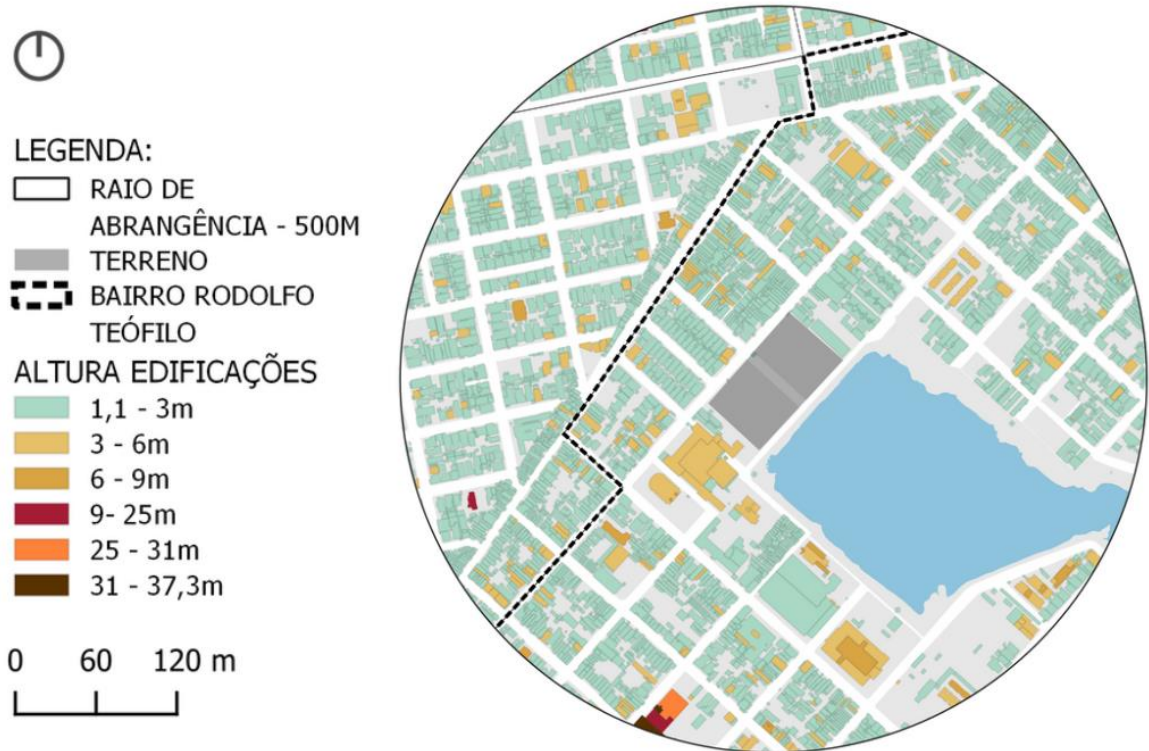 LEGENDA:
RAIO DE
ABRANGÊNCIA - 500M
TERRENO
BAIRRO RODOLFO
TEÓFILO
ALTURA EDIFICAÇÕES
1,1 - 3m
3 - 6m
6 - 9m
9- 25m
25 - 31m
31 - 37,3m
0 60 120 m